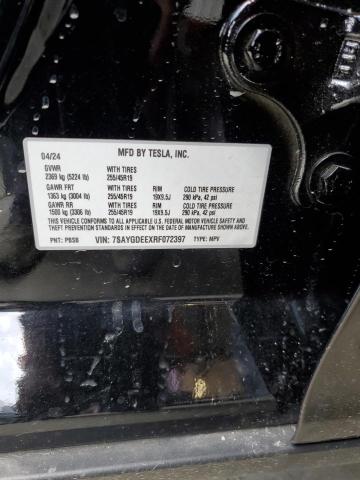 04/24 MFD BY TESLA, INC.
GVWR WITH TIRES
2369 kg (5224 lb) 255/45R19
GAWR FRT WITH TIRES RIM COLD TIRE PRESSURE
1363 kg (3004 lb) 255/45R19 19X9.5J 290 kPa, 42 psi
GAWR RR WITH TIRES RIM COLD TIRE PRESSURE
1500 kg (3306 lb) 255/45R19 19X9.5J 290 kPa, 42 psi
THIS VEHICLE CONFORMS TO ALL APPLICABLE U.S. FEDERAL MOTOR VEHICLE SAFETY AND
THEFT PREVENTION STANDARDS IN EFFECT ON THE DATE OF MANUFACTURE SHOWN ABOVE.
PNT: PBSB VIN: 7SAYGDEEXRF072397 TYPE: MPV